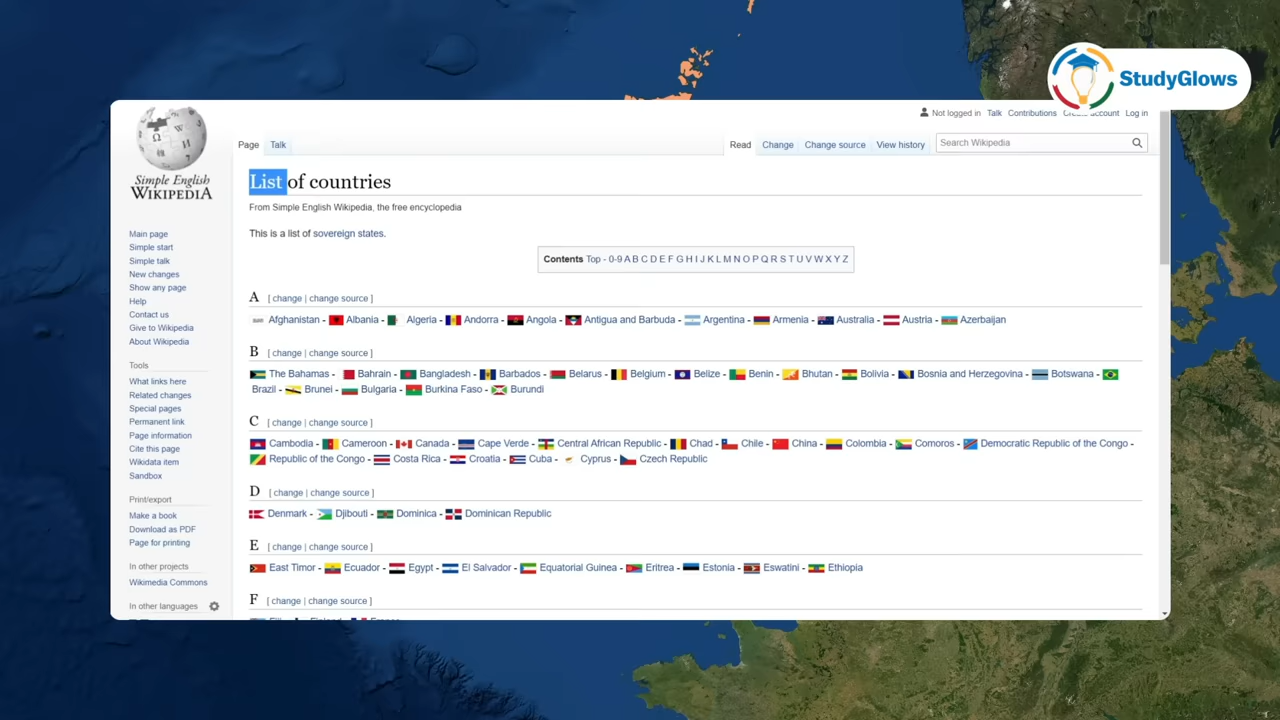 StudyGlows
Not logged in Talk Contributions Create account Log in
Page Talk Read Change Change source View history Search Wikipedia
Simple English
WIKIPEDIA
List of countries
From Simple English Wikipedia, the free encyclopedia
This is a list of sovereign states.
Contents Top - 0-9 A B C D E F G H I J K L M N O P Q R S T U V W X Y Z
Main page
Simple start
Simple talk
New changes
Show any page
Help
Contact us
Give to Wikipedia
About Wikipedia
Tools
What links here
Related changes
Special pages
Permanent link
Page information
Cite this page
Wikidata item
Sandbox
Print/export
Make a book
Download as PDF
Page for printing
In other projects
Wikimedia Commons
In other languages
A [ change | change source ]
Afghanistan - Albania - Algeria - Andorra - Angola - Antigua and Barbuda - Argentina - Armenia - Australia - Austria - Azerbaijan
B [ change | change source ]
The Bahamas - Bahrain - Bangladesh - Barbados - Belarus - Belgium - Belize - Benin - Bhutan - Bolivia - Bosnia and Herzegovina - Botswana -
Brazil - Brunei - Bulgaria - Burkina Faso - Burundi
C [ change | change source ]
Cambodia - Cameroon - Canada - Cape Verde - Central African Republic - Chad - Chile - China - Colombia - Comoros - Democratic Republic of the Congo -
Republic of the Congo - Costa Rica - Croatia - Cuba - Cyprus - Czech Republic
D [ change | change source ]
Denmark - Djibouti - Dominica - Dominican Republic
E [ change | change source ]
East Timor - Ecuador - Egypt - El Salvador - Equatorial Guinea - Eritrea - Estonia - Eswatini - Ethiopia
F [ change | change source ]